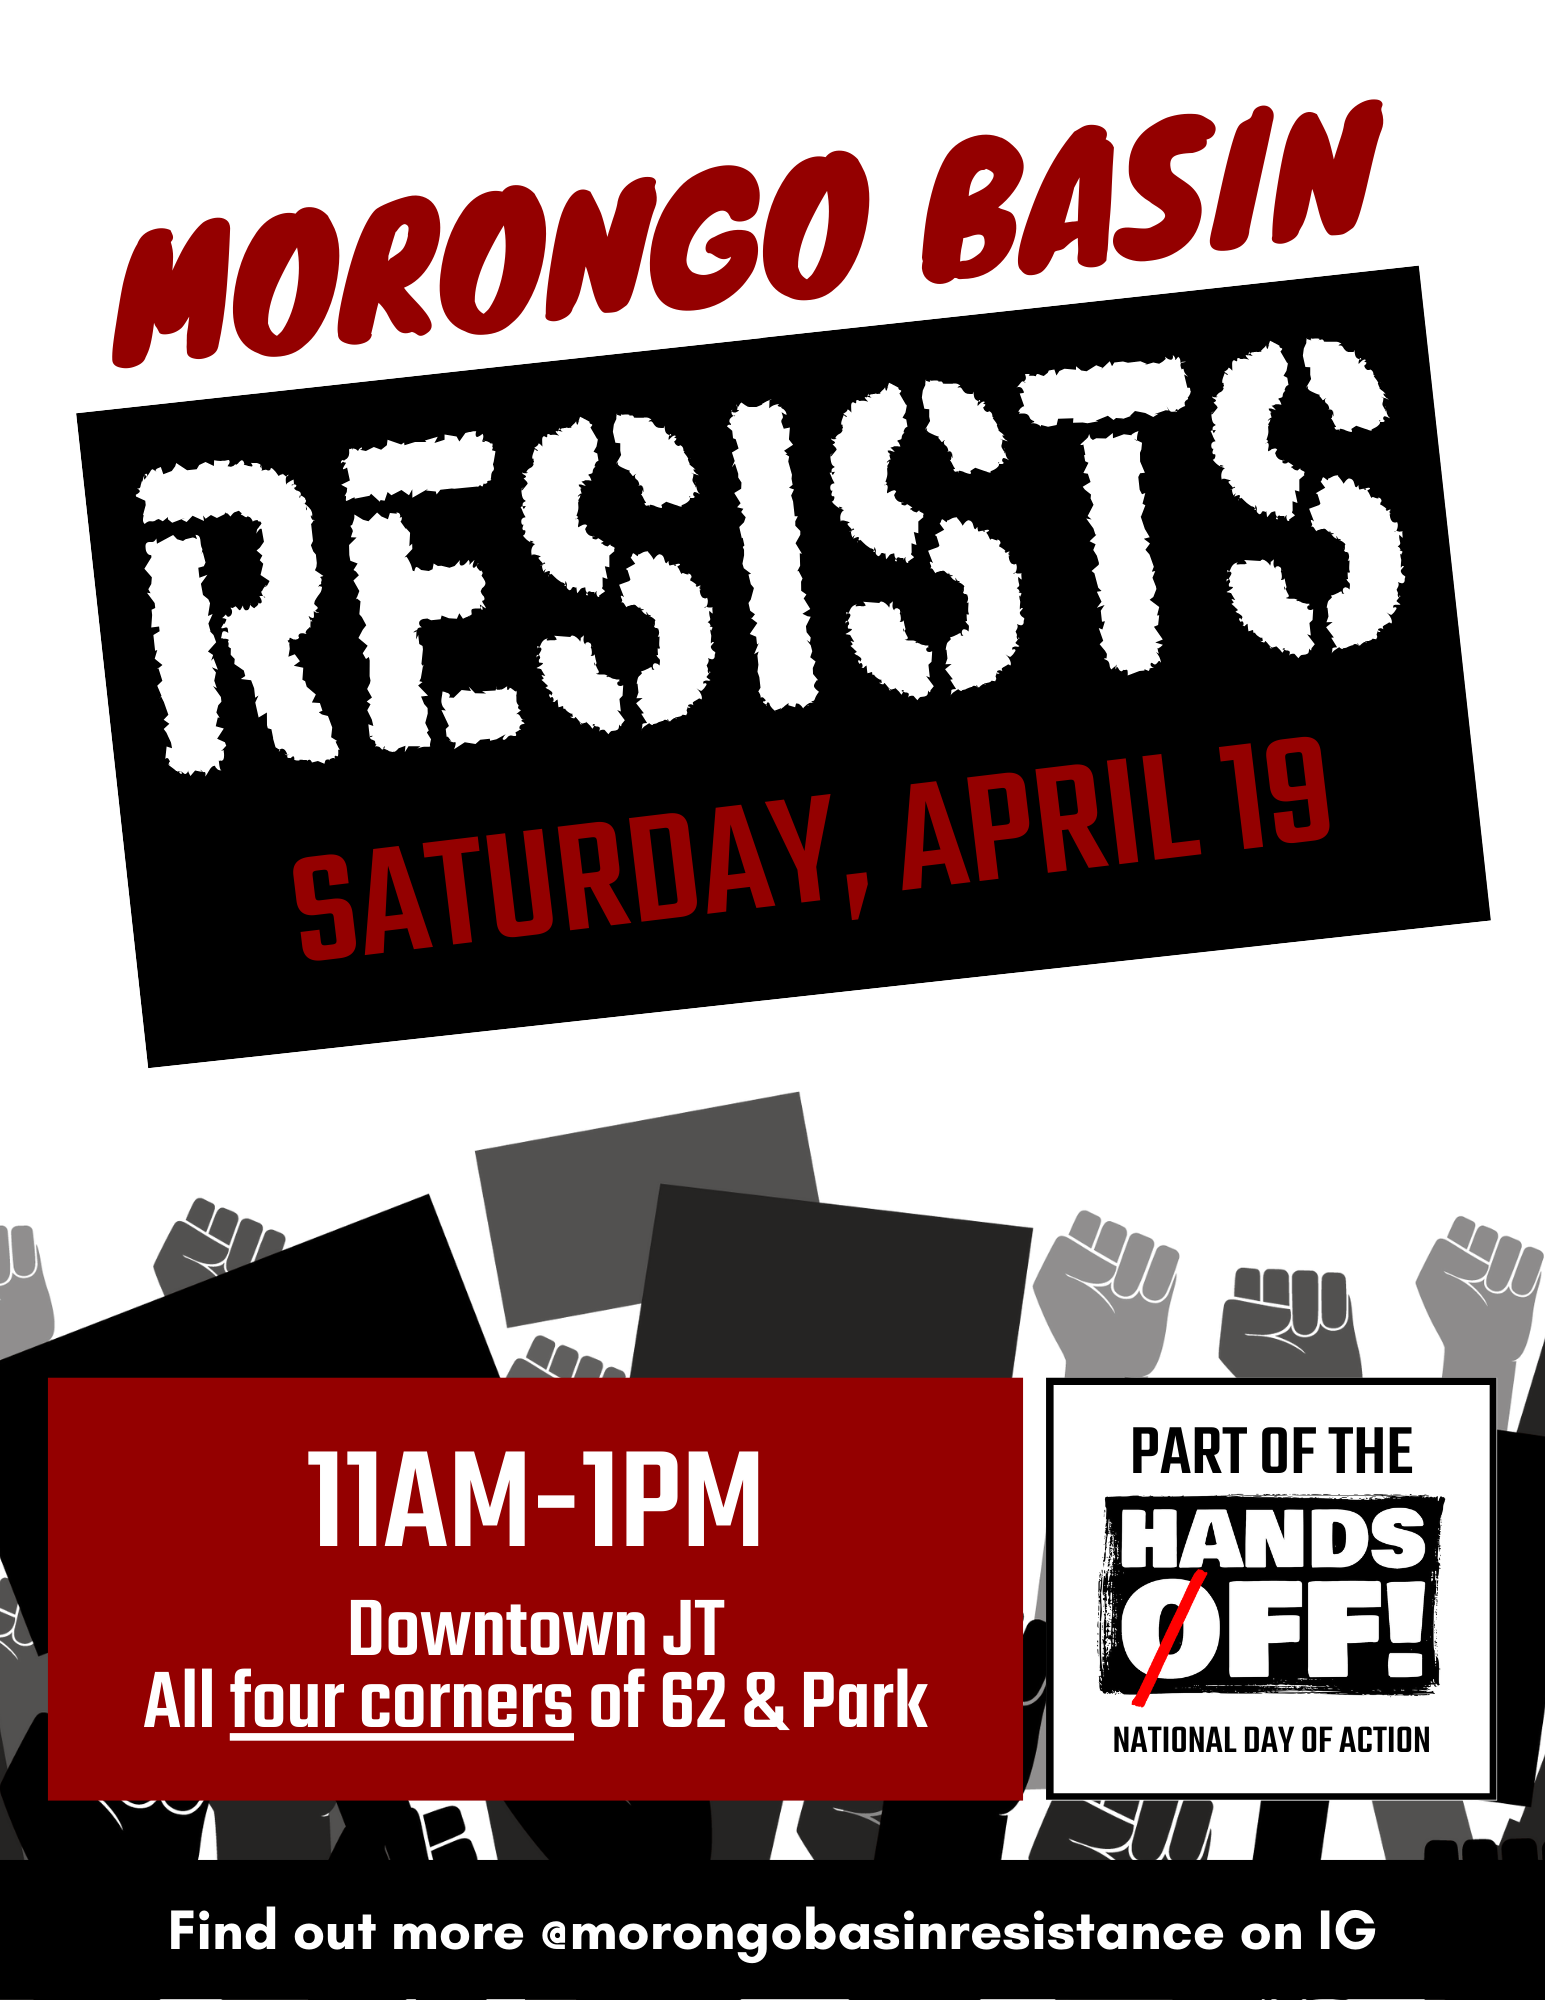 MORONGO BASIN
RESISTS
SATURDAY, APRIL 19
11AM-1PM
Downtown JT
All four corners of 62 & Park
PART OF THE
HANDS
OFF!
NATIONAL DAY OF ACTION
Find out more @morongobasinresistance on IG